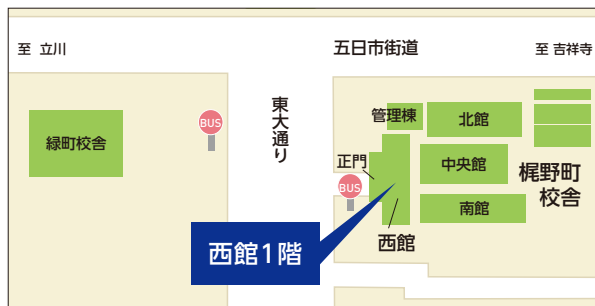 至 立川
五日市街道
至 吉祥寺
東大通り
BUS
緑町校舎
管理棟
北館
正門
中央館
梶野町
校舎
BUS
南館
西館
西館1階